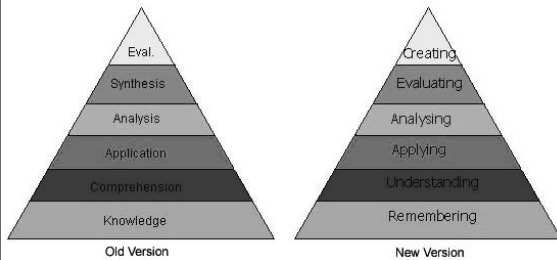 Eval.
Synthesis
Analysis
Application
Comprehension
Knowledge
Old Version
Creating
Evaluating
Analysing
Applying
Understanding
Remembering
New Version